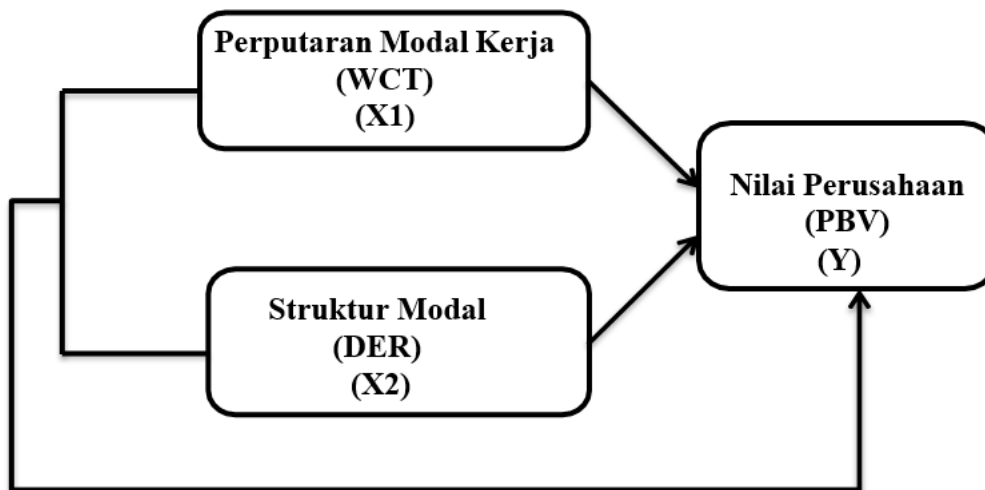 Perputaran Modal Kerja
(WCT)
(X1)
Nilai Perusahaan
(PBV)
(Y)
Struktur Modal
(DER)
(X2)